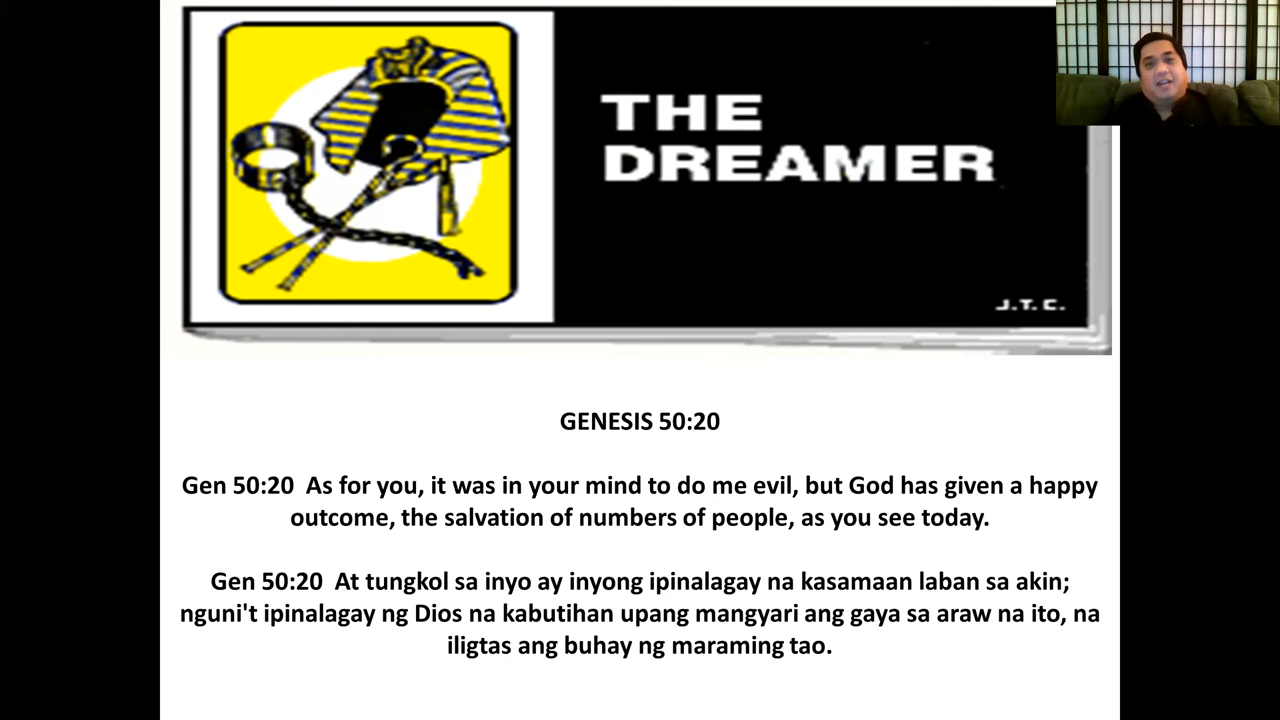 THE
DREAMER
J.T.C.
GENESIS 50:20
Gen 50:20 As for you, it was in your mind to do me evil, but God has given a happy
outcome, the salvation of numbers of people, as you see today.
Gen 50:20 At tungkol sa inyo ay inyong ipinalagay na kasamaan laban sa akin;
nguni't ipinalagay ng Dios na kabutihan upang mangyari ang gaya sa araw na ito, na
iligtas ang buhay ng maraming tao.